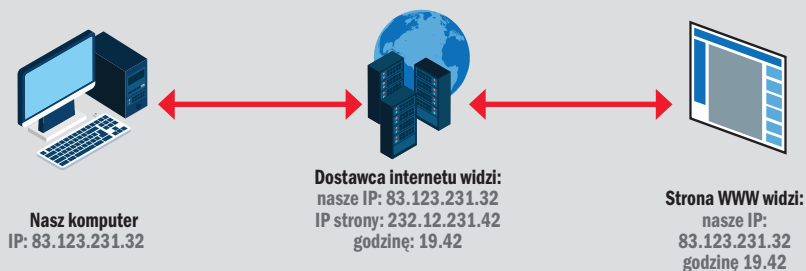 Nasz komputer
IP: 83.123.231.32
Dostawca internetu widzi:
nasze IP: 83.123.231.32
IP strony: 232.12.231.42
godzinę: 19.42
Strona WWW widzi:
nasze IP:
83.123.231.32
godzinę 19.42